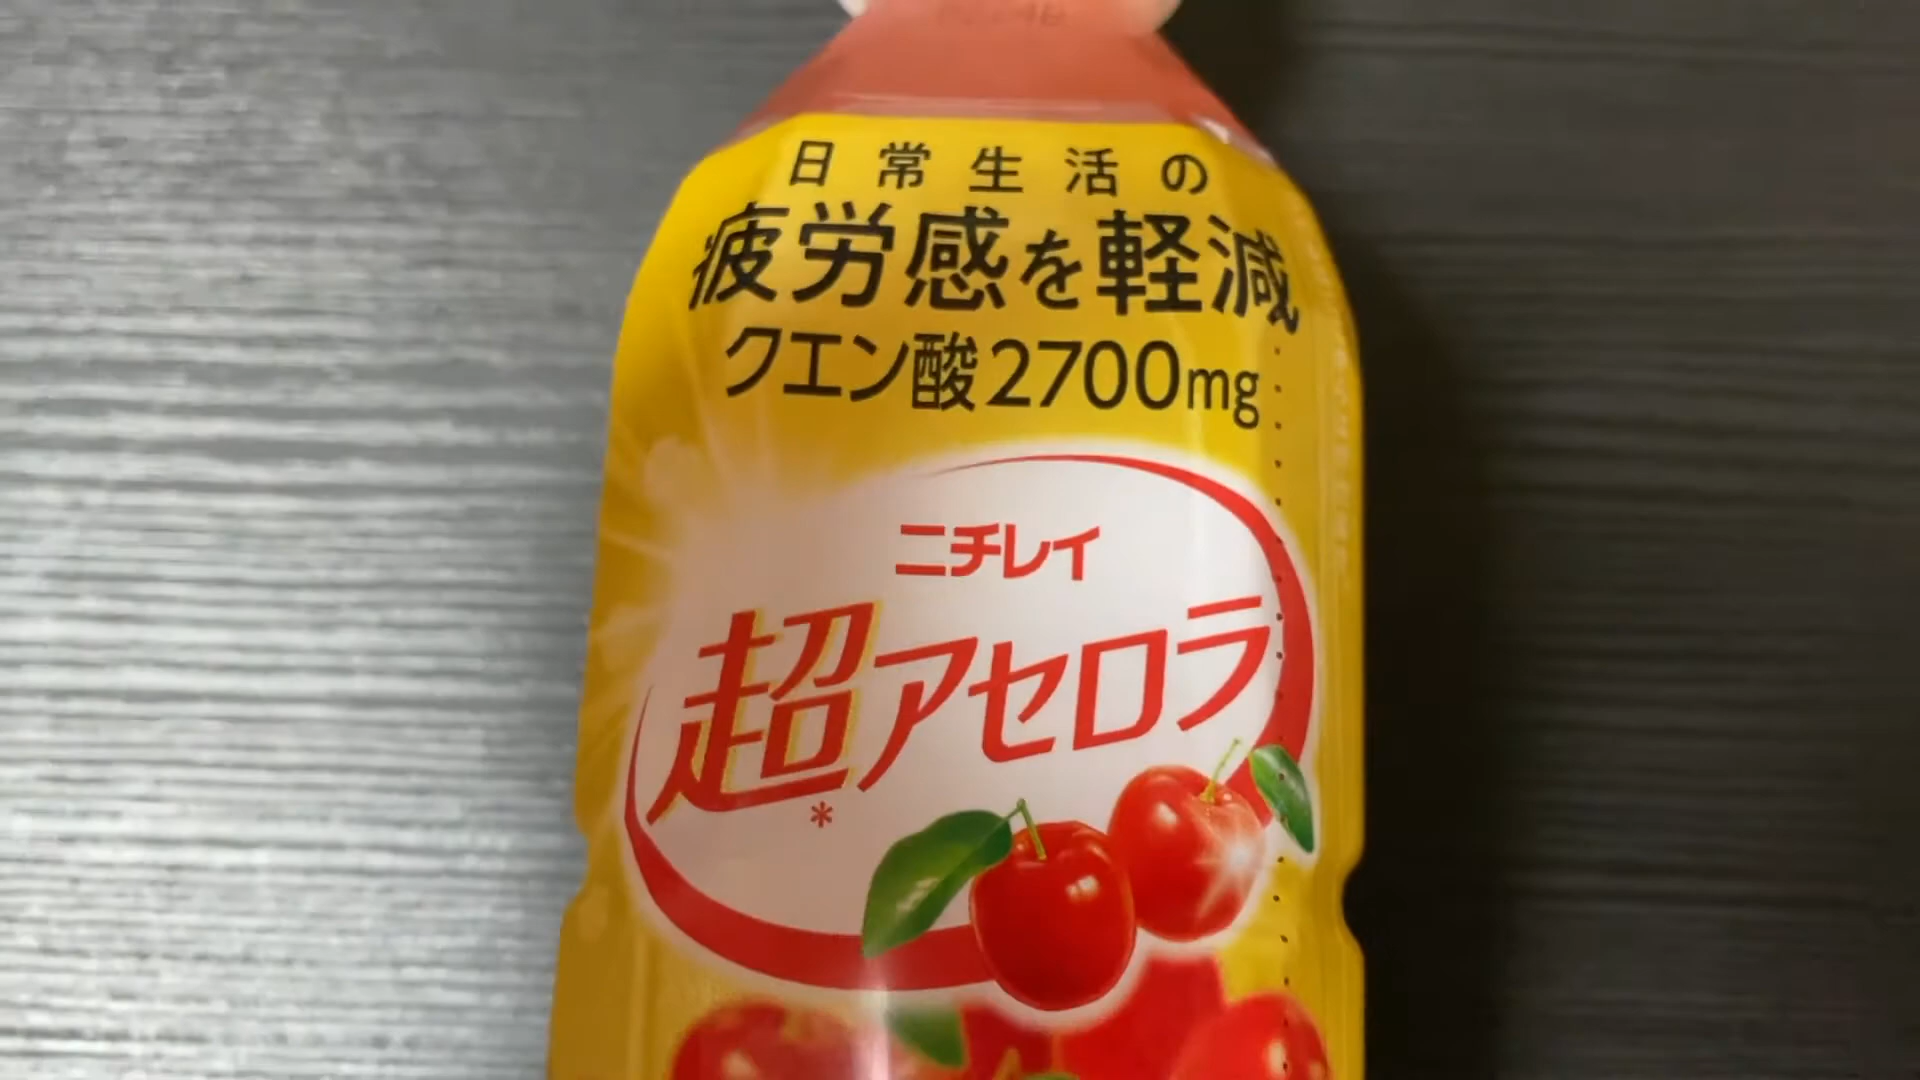 日常生活の
疲労感を軽減
クエン酸2700mg
ニチレイ
超アセロラ
*